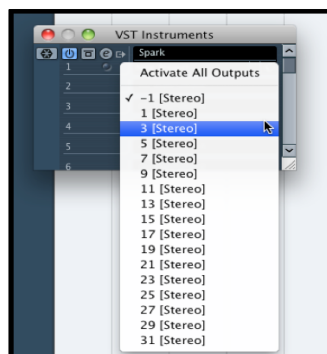 VST Instruments
e Spark
1
Activate All Outputs
2
✓ -1 [Stereo]
1 [Stereo]
3
3 [Stereo]
4
5 [Stereo]
5
7 [Stereo]
9 [Stereo]
6
11 [Stereo]
13 [Stereo]
15 [Stereo]
17 [Stereo]
19 [Stereo]
21 [Stereo]
23 [Stereo]
25 [Stereo]
27 [Stereo]
29 [Stereo]
31 [Stereo]